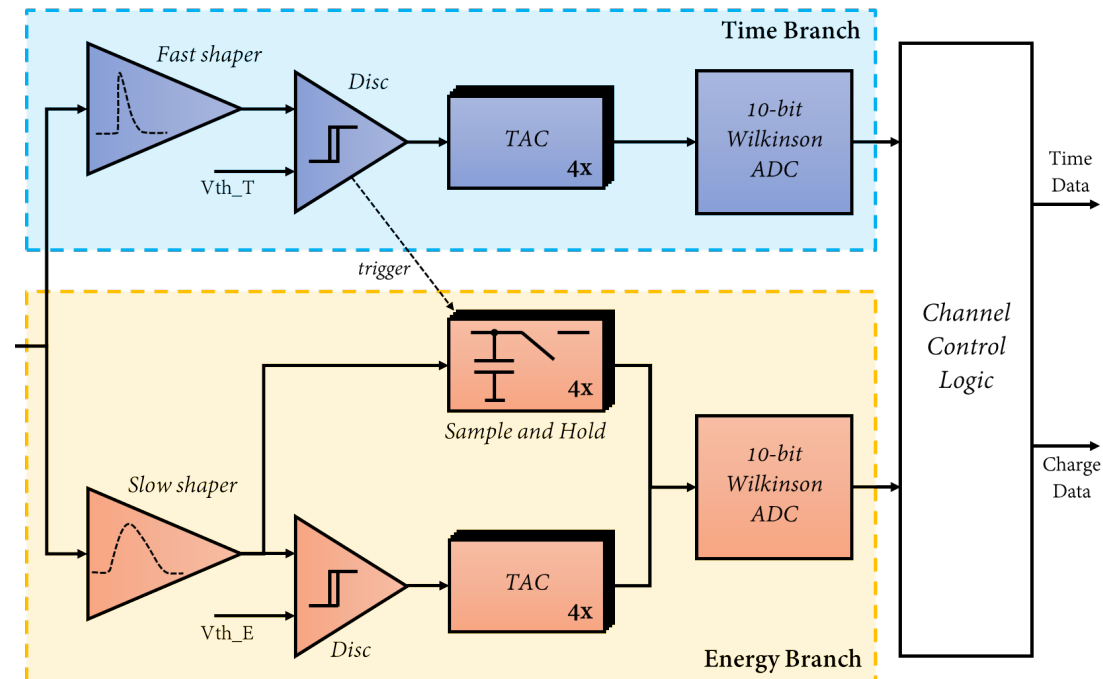 Time Branch
Fast shaper
Disc
Vth_T
TAC
4x
10-bit
Wilkinson
ADC
trigger
4x
Sample and Hold
Slow shaper
Vth_E
Disc
TAC
4x
10-bit
Wilkinson
ADC
Energy Branch
Channel
Control
Logic
Time
Data
Charge
Data